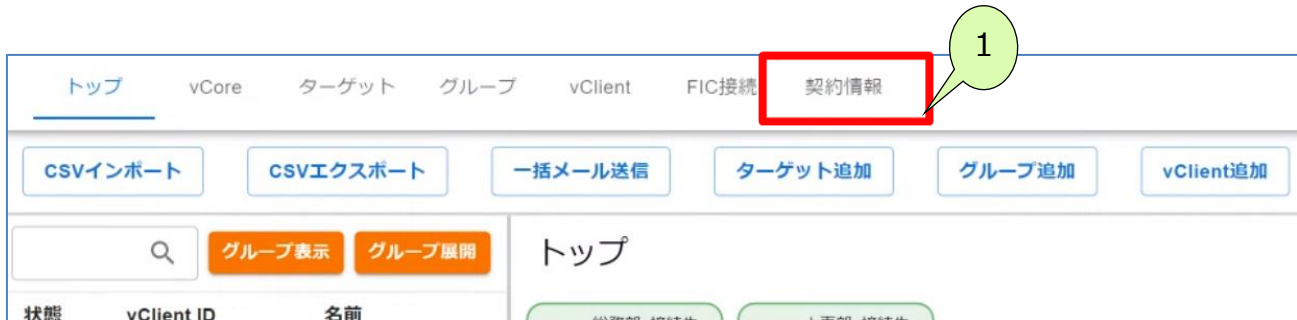 1
トップ vCore ターゲット グループ vClient FIC接続 契約情報
CSVインポート CSVエクスポート 一括メール送信 ターゲット追加 グループ追加 vClient追加
グループ表示 グループ展開 トップ
状態 vClient ID 名前